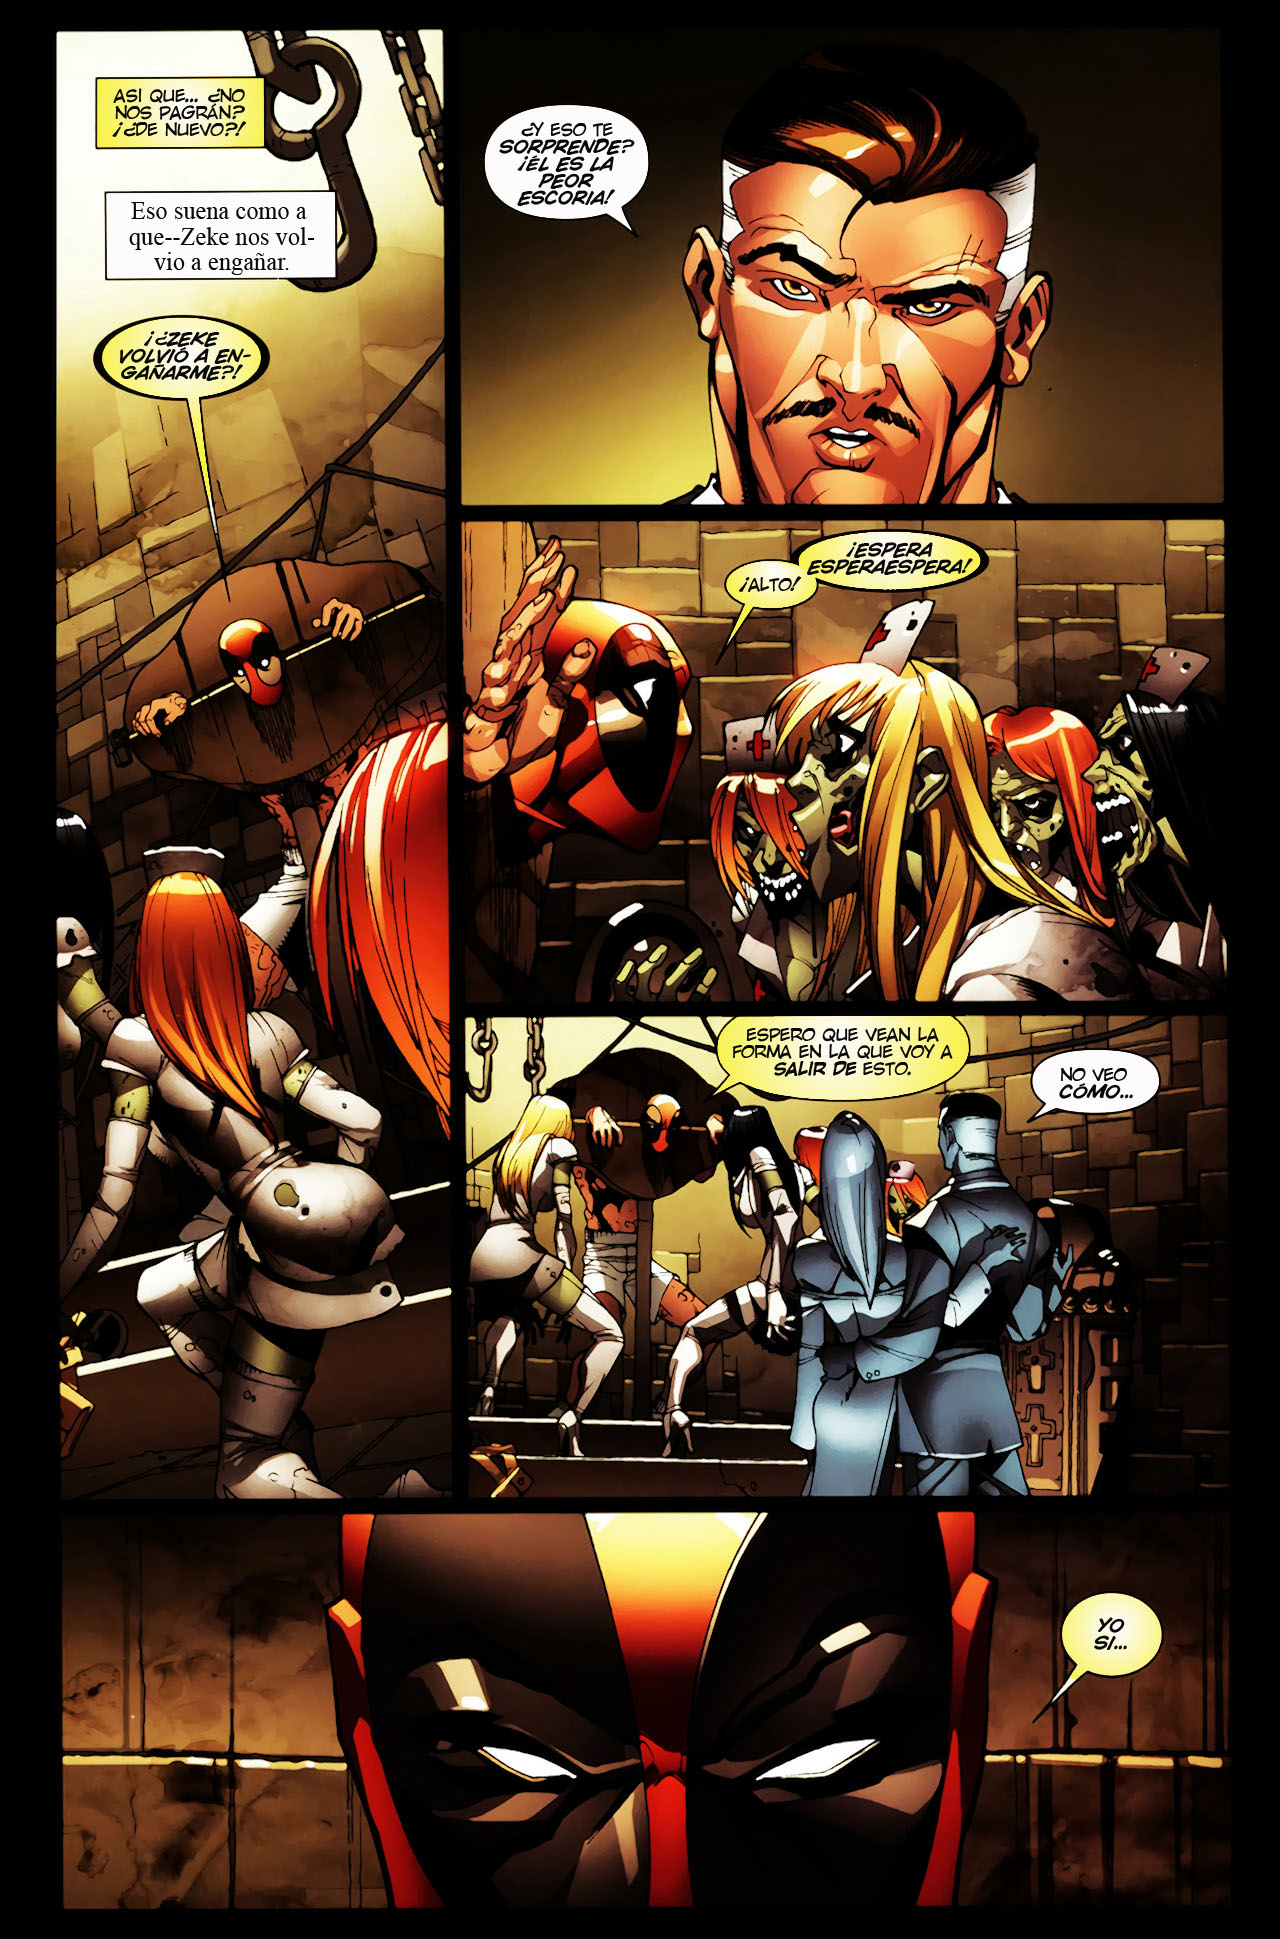 ASI QUE... ¿NO
NOS PAGRÁN?
¡¿DE NUEVO?!
Eso suena como a
que--Zeke nos vol-
vio a engañar.
¡¿ZEKE
VOLVIÓ A EN-
GAÑARME?!
¿Y ESO TE
SORPRENDE?
¡ÉL ES LA
PEOR
ESCORIA!
¡ALTO!
¡ESPERA
ESPERAESPERA!
ESPERO QUE VEAN LA
FORMA EN LA QUE VOY A
SALIR DE ESTO.
NO VEO
CÓMO...
YO
SI...